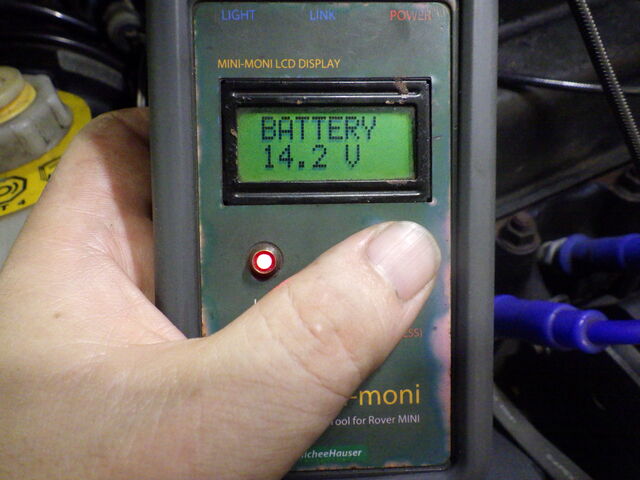 LIGHT LINK POWER
MINI-MONI LCD DISPLAY
BATTERY
14.2 V
-moni
Tool for Rover MINI